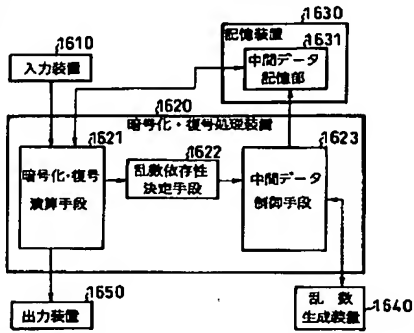 1610
入力装置
1630
記憶装置
1631
中間データ
記憶部
1620
暗号化・復号処理装置
1621
暗号化・復号
演算手段
1622
乱数依存性
決定手段
1623
中間データ
制御手段
1650
出力装置
乱数
生成装置
1640